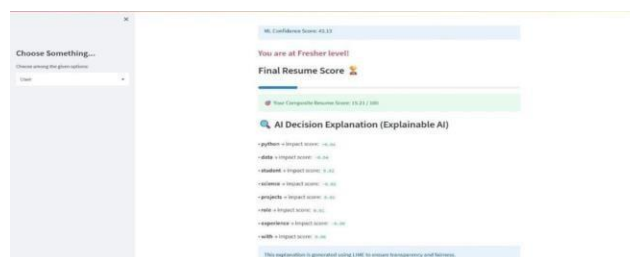 ×
ML Confidence Score: 43.13
Choose Something...
You are at Fresher level!
Choose among the given options:
Final Resume Score
User
Your Composite Resume Score: / 100
AI Decision Explanation (Explainable AI)
• python → Impact score:
• data → Impact score:
• student → Impact score:
• science → Impact score:
• projects → Impact score:
• role → Impact score:
• experience → Impact score:
• with → Impact score:
This explanation is generated using LIME to ensure transparency and fairness.